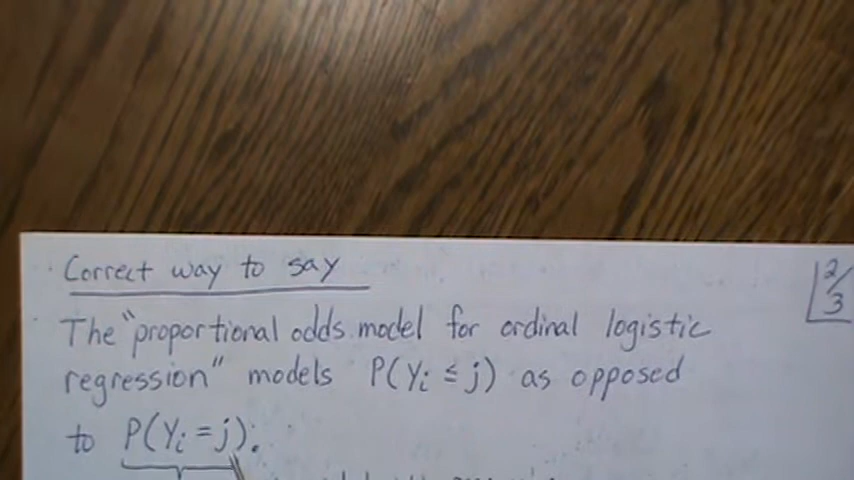 Correct way to say
2/3
The "proportional odds model for ordinal logistic
regression" models P(Yi ≤ j) as opposed
to P(Yi = j).